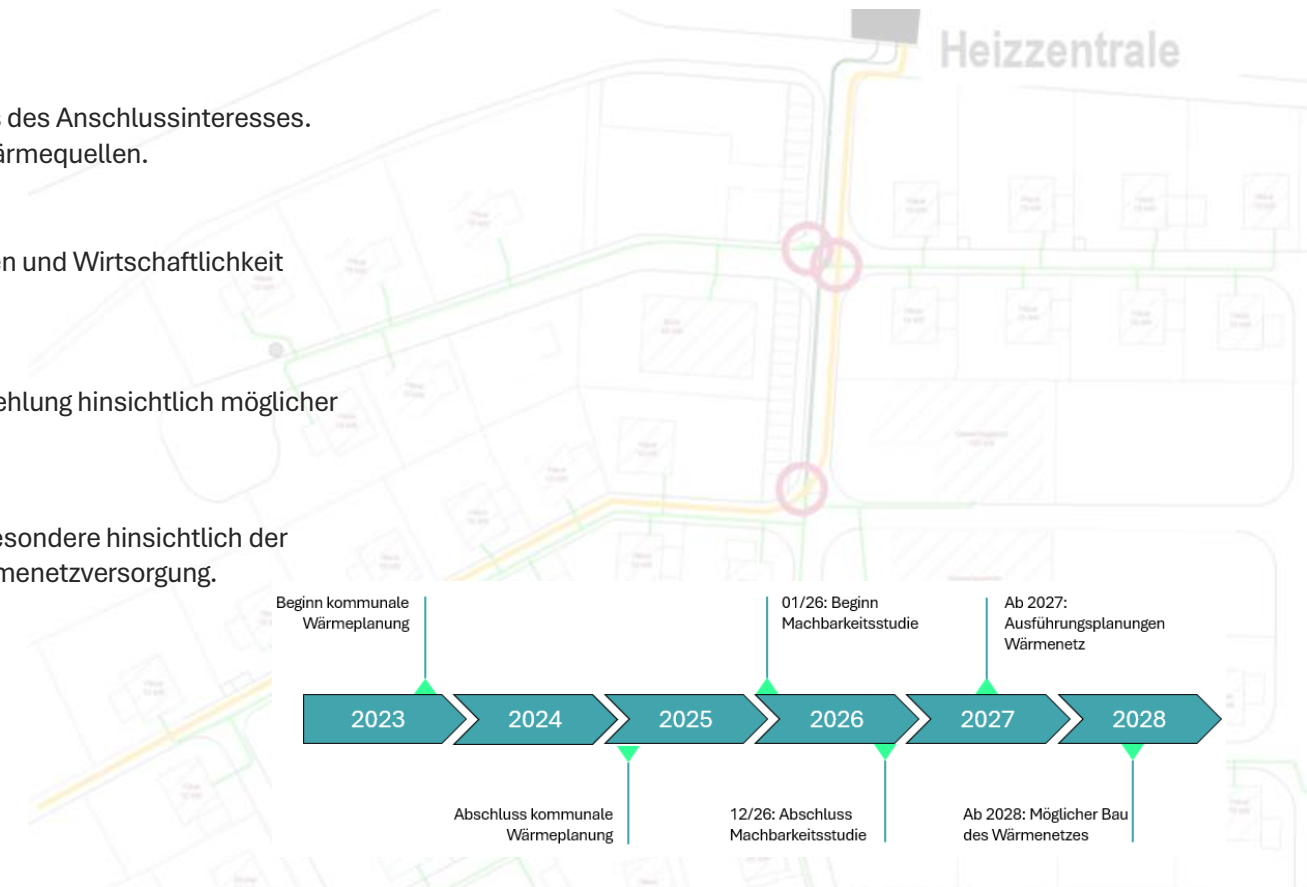 Heizzentrale
des Anschlussinteresses.
ärmequellen.
en und Wirtschaftlichkeit
ehlung hinsichtlich möglicher
esondere hinsichtlich der
menetzversorgung.
Beginn kommunale
Wärmeplanung
01/26: Beginn
Machbarkeitsstudie
Ab 2027:
Ausführungsplanungen
Wärmenetz
2023
2024
2025
2026
2027
2028
Abschluss kommunale
Wärmeplanung
12/26: Abschluss
Machbarkeitsstudie
Ab 2028: Möglicher Bau
des Wärmenetzes